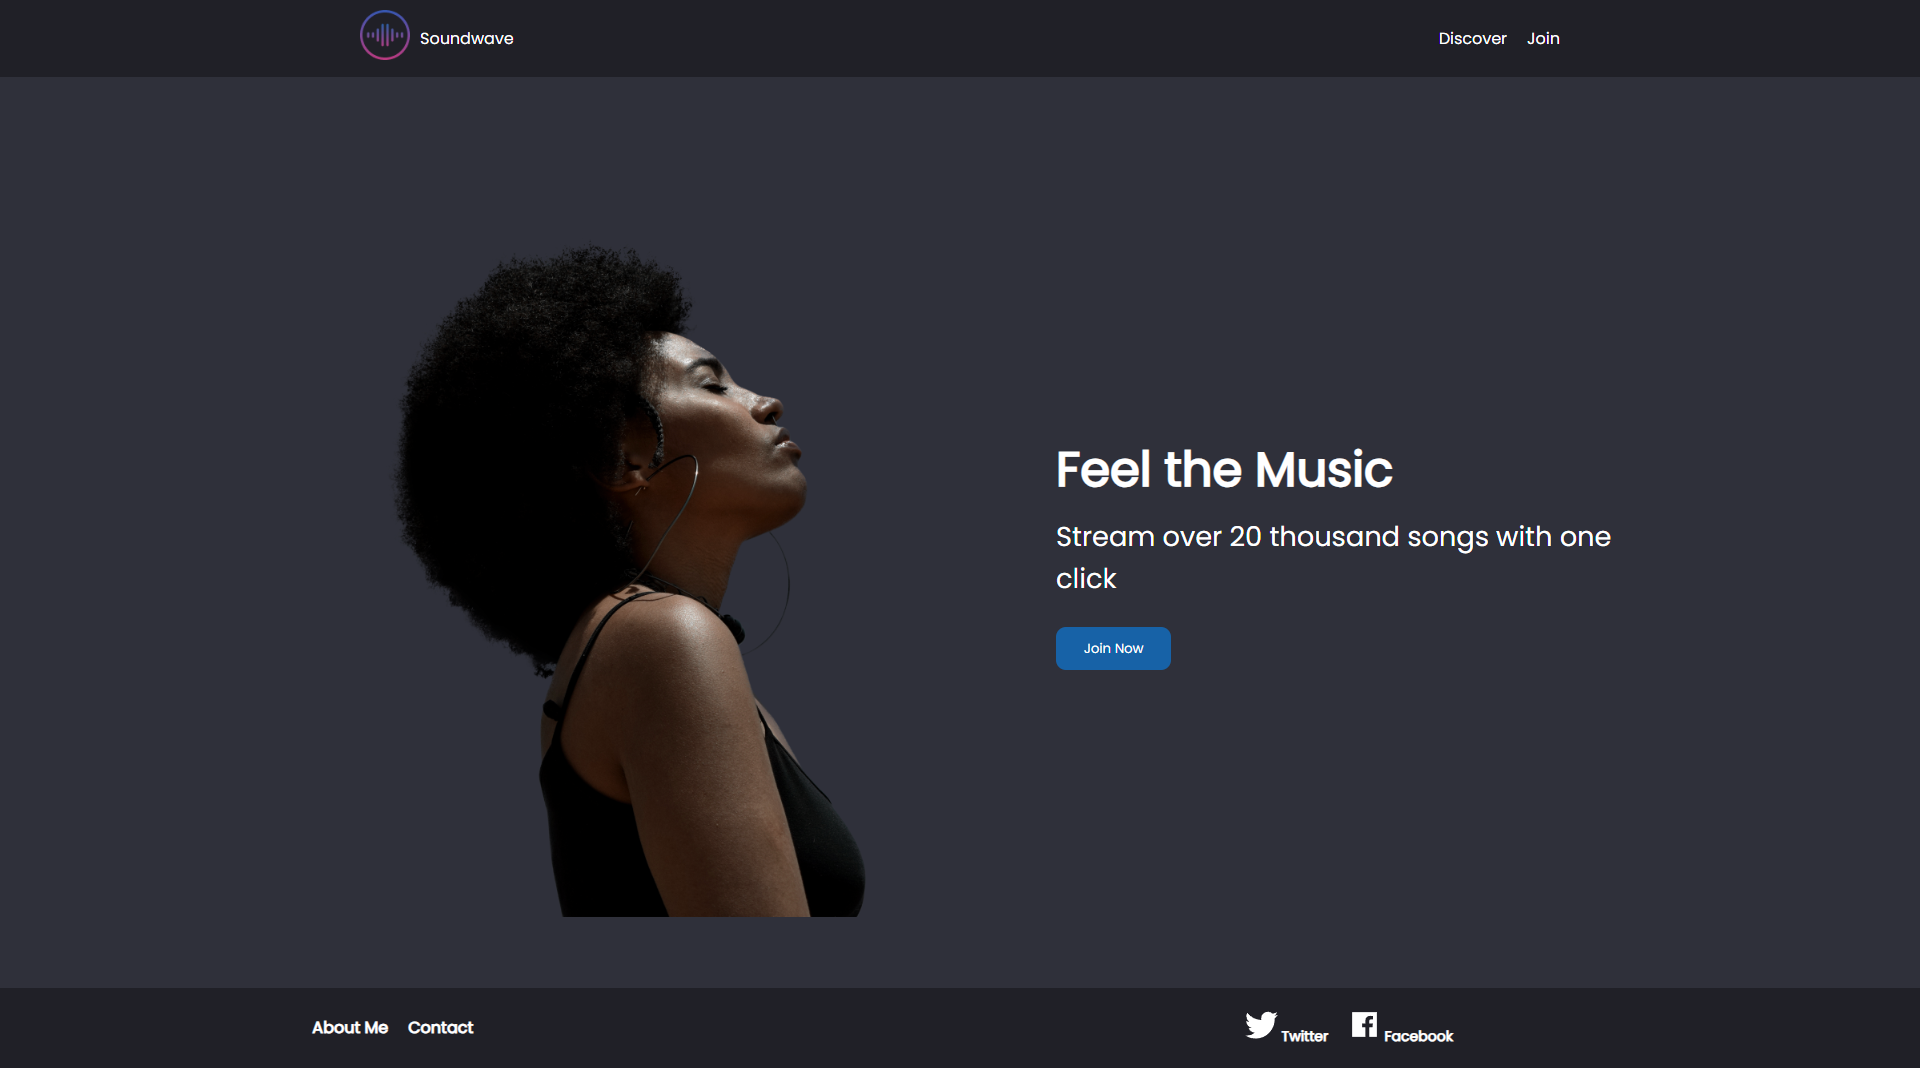 Soundwave
Discover Join
Feel the Music
Stream over 20 thousand songs with one
click
Join Now
About Me Contact
Twitter Facebook